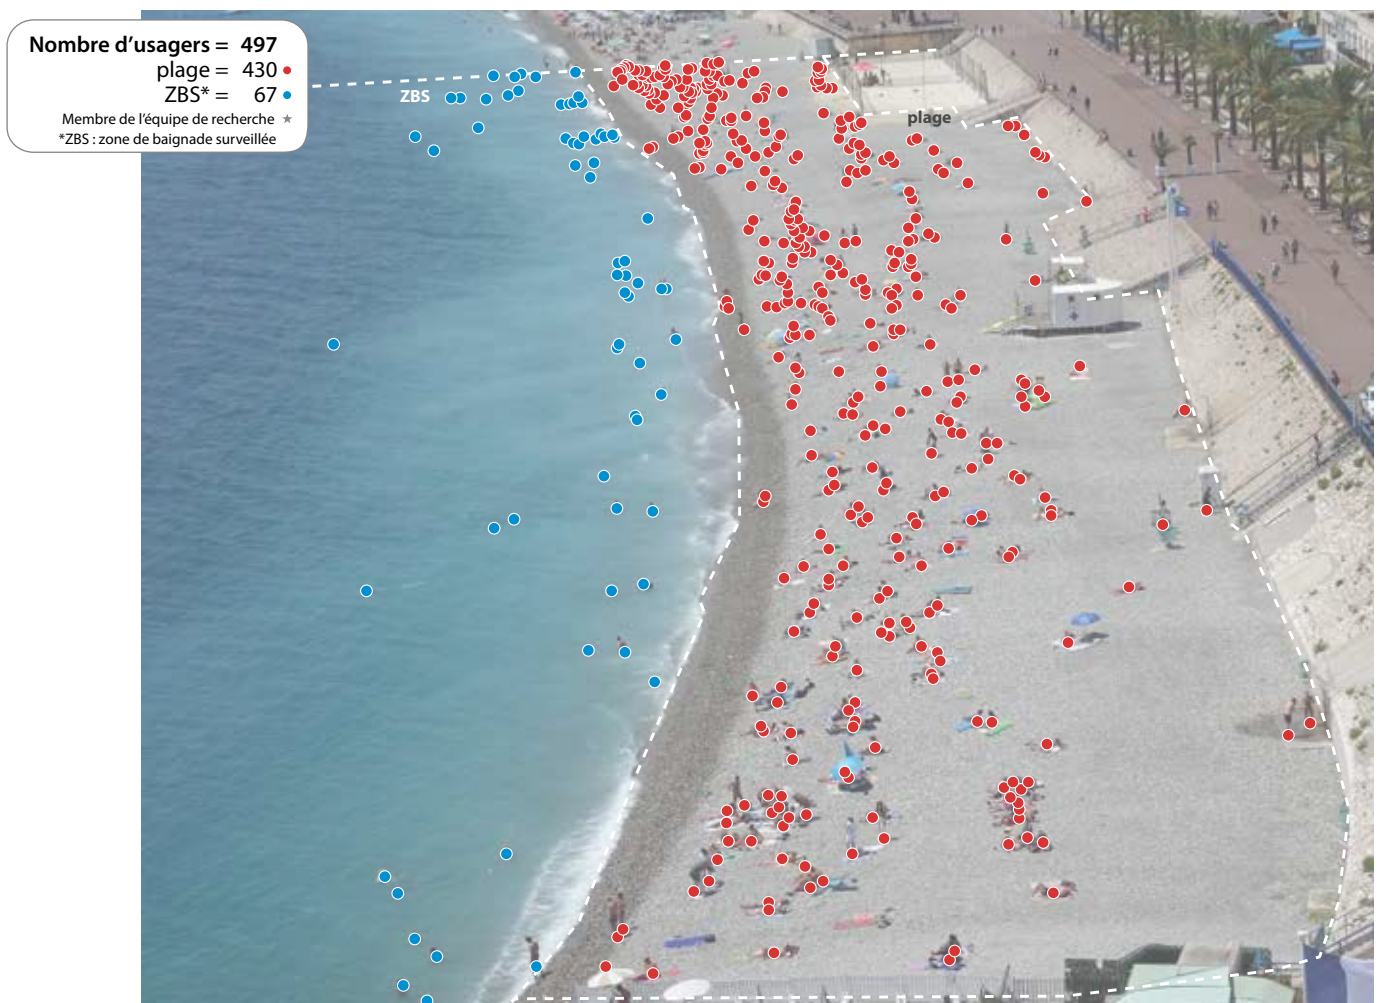 Nombre d’usagers = 497
plage = 430
ZBS* = 67
Membre de l’équipe de recherche ★
*ZBS : zone de baignade surveillée
ZBS
plage